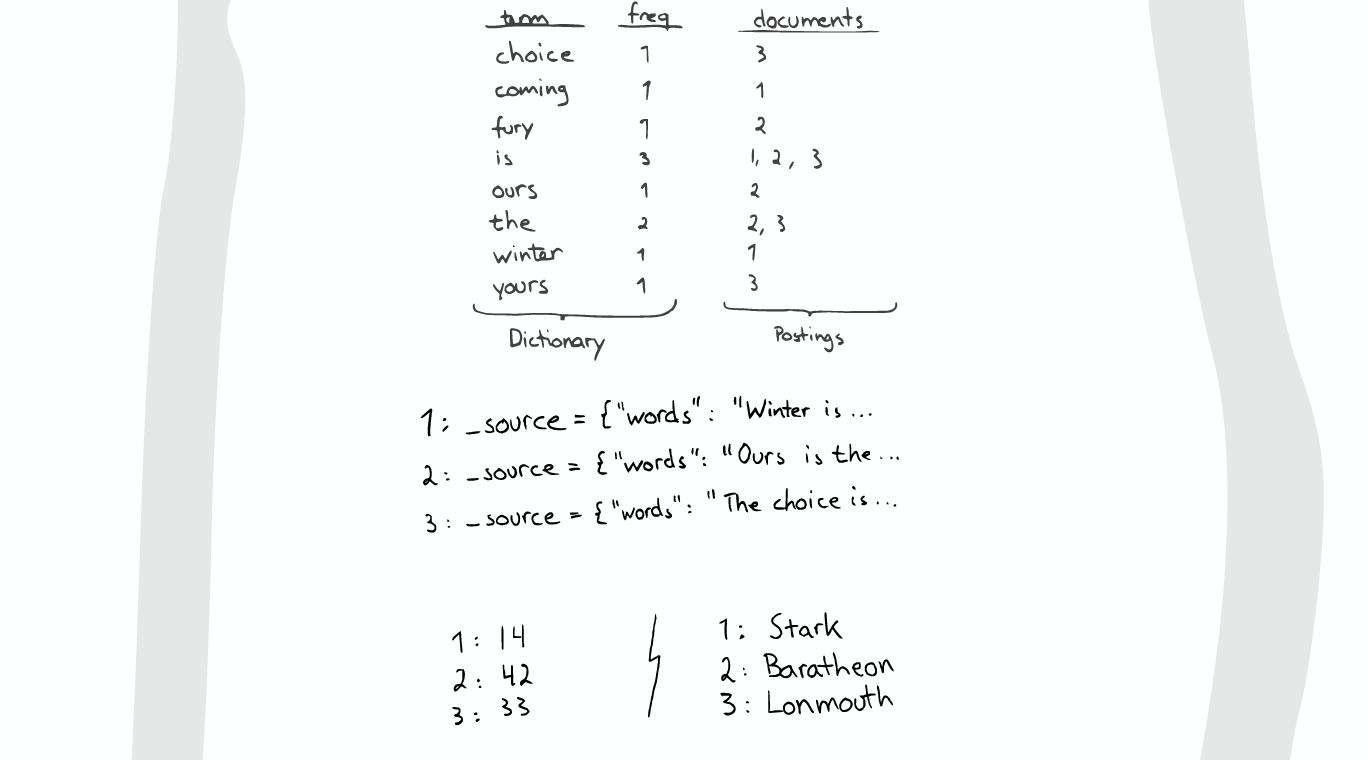 term freq documents
choice 1 3
coming 1 1
fury 1 2
is 3 1, 2, 3
ours 1 2
the 2 2, 3
winter 1 1
yours 1 3
Dictionary Postings
1: _source = {"words": "Winter is ...
2: _source = {"words": "Ours is the ...
3: _source = {"words": "The choice is ...
1: 14 1: Stark
2: 42 2: Baratheon
3: 33 3: Lonmouth